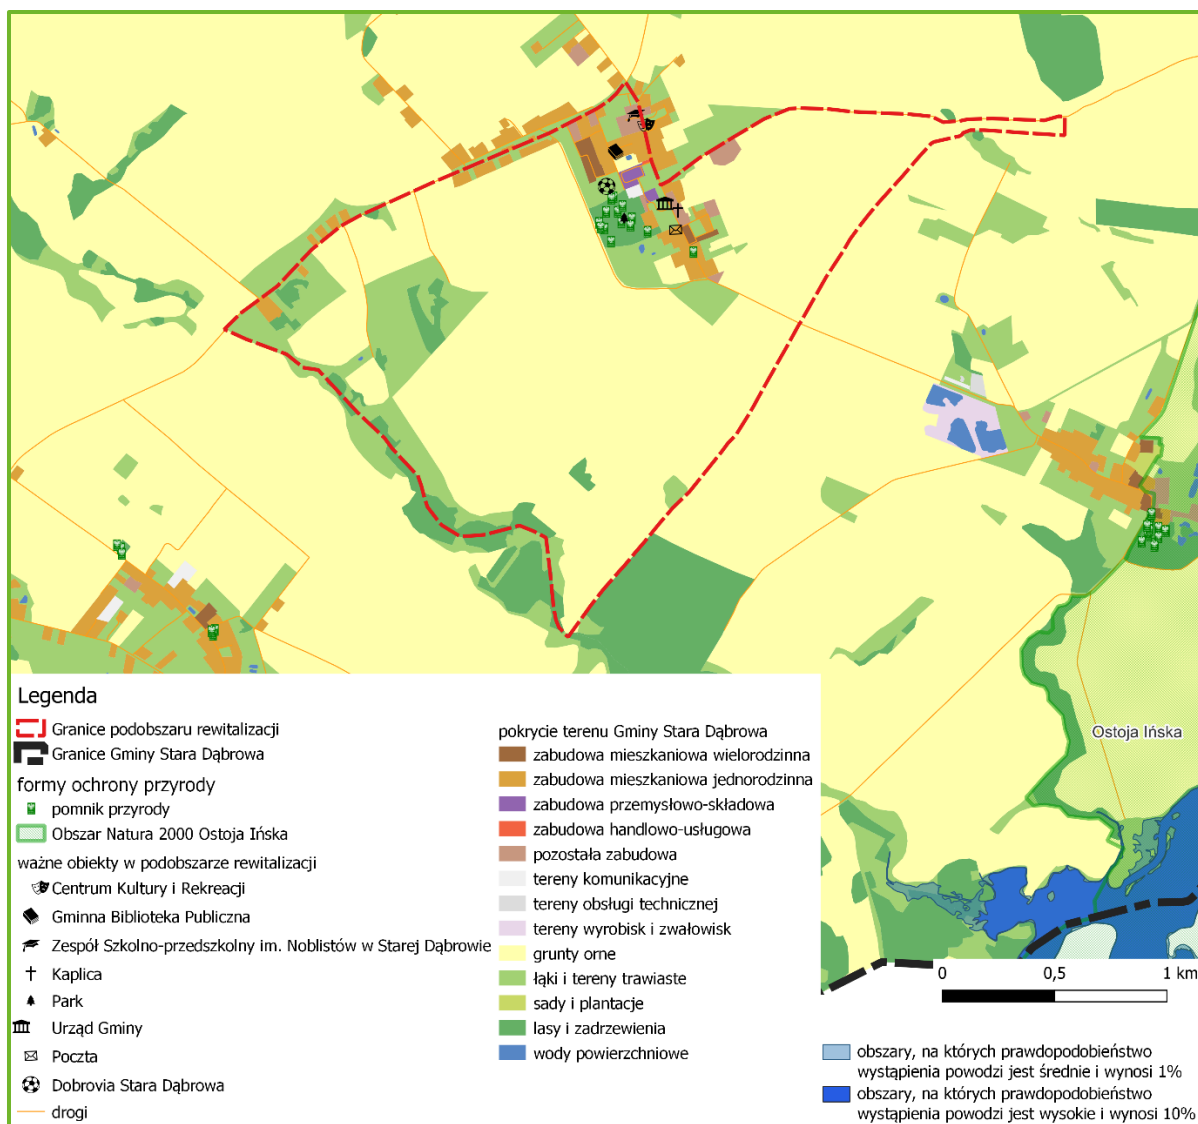 Ostoja Ińska
Legenda
Granice podobszaru rewitalizacji
Granice Gminy Stara Dąbrowa
formy ochrony przyrody
pomnik przyrody
Obszar Natura 2000 Ostoja Ińska
ważne obiekty w podobszarze rewitalizacji
Centrum Kultury i Rekreacji
Gminna Biblioteka Publiczna
Zespół Szkolno-przedszkolny im. Noblistów w Starej Dąbrowie
Kaplica
Park
Urząd Gminy
Poczta
Dobrovia Stara Dąbrowa
drogi
pokrycie terenu Gminy Stara Dąbrowa
zabudowa mieszkaniowa wielorodzinna
zabudowa mieszkaniowa jednorodzinna
zabudowa przemysłowo-składowa
zabudowa handlowo-usługowa
pozostała zabudowa
tereny komunikacyjne
tereny obsługi technicznej
tereny wyrobisk i zwałowisk
grunty orne
łąki i tereny trawiaste
sady i plantacje
lasy i zadrzewienia
wody powierzchniowe
0 0,5 1 km
obszary, na których prawdopodobieństwo
wystąpienia powodzi jest średnie i wynosi 1%
obszary, na których prawdopodobieństwo
wystąpienia powodzi jest wysokie i wynosi 10%